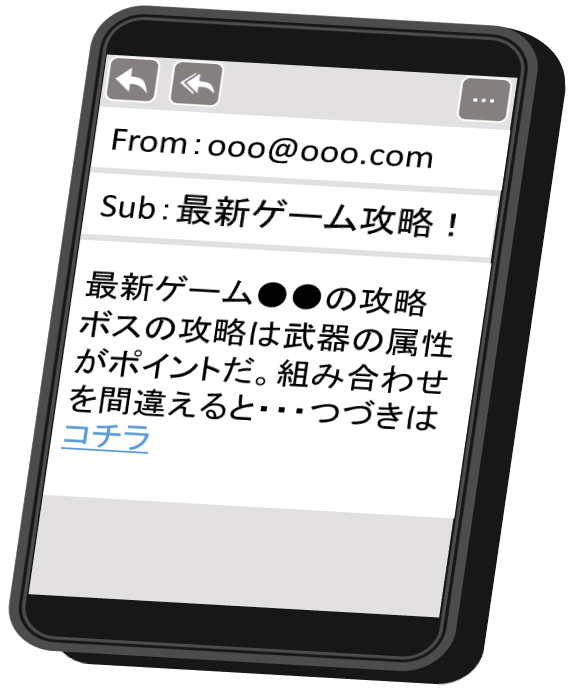 From：ooo@ooo.com
Sub：最新ゲーム攻略！
最新ゲーム●●の攻略
ボスの攻略は武器の属性
がポイントだ。組み合わせ
を間違えると・・・つづきは
コチラ